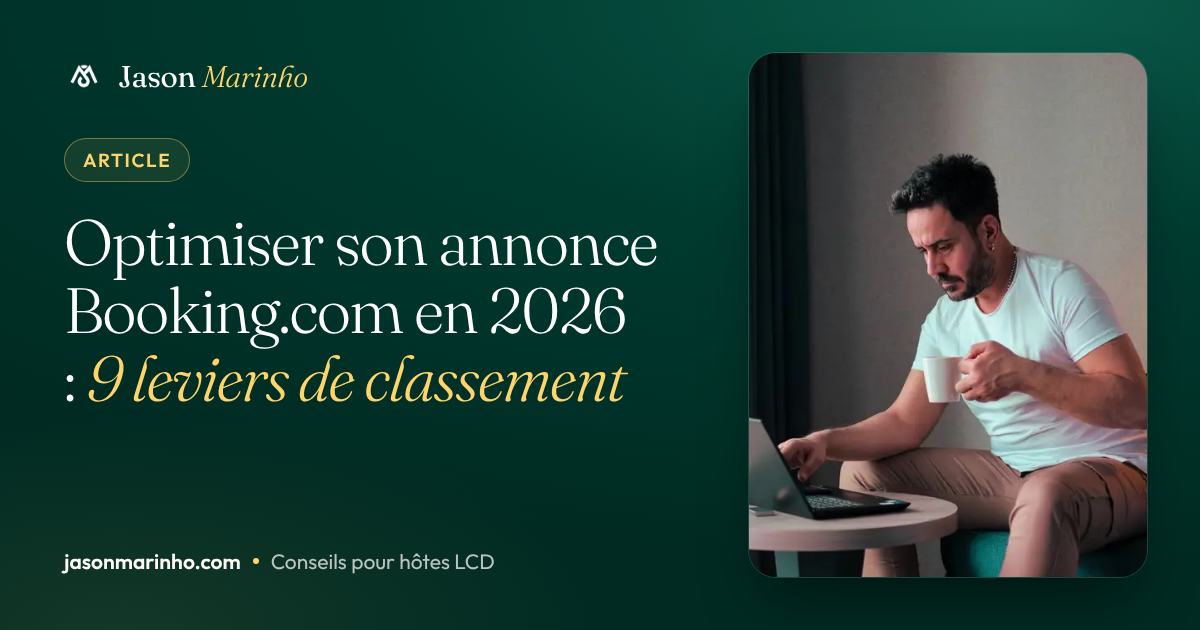 Jason Marinho
ARTICLE
Optimiser son annonce
Booking.com en 2026
: 9 leviers de classement
jasonmarinho.com • Conseils pour hôtes LCD